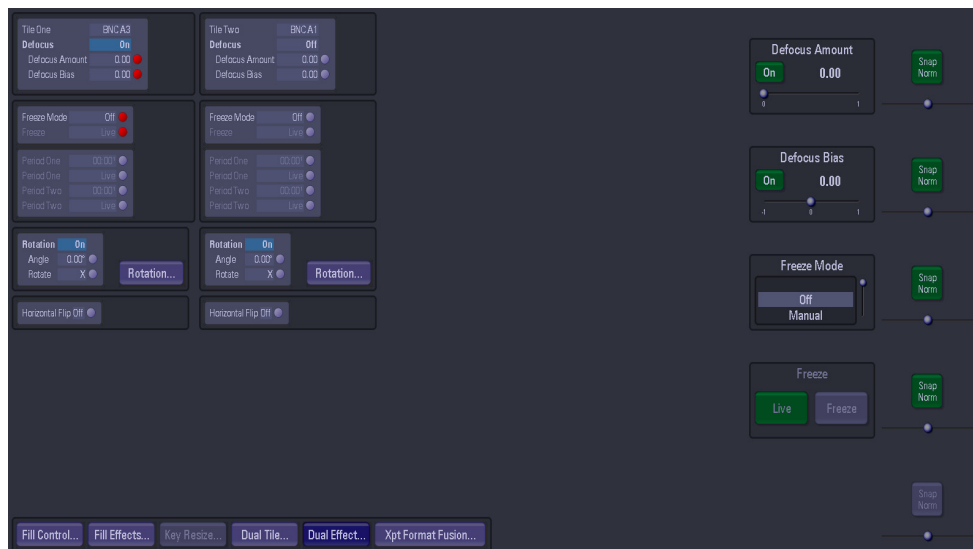 Tile One BNCA3
Defocus On
Defocus Amount 0.00
Defocus Bias 0.00
Freeze Mode Off
Freeze Live
Period One 00:00
Period One Live
Period Two 00:00
Period Two Live
Rotation On
Angle 0.00°
Rotate X
Rotation...
Horizontal Flip Off
Tile Two BNCA1
Defocus Off
Defocus Amount 0.00
Defocus Bias 0.00
Freeze Mode Off
Freeze Live
Period One 00:00
Period One Live
Period Two 00:00
Period Two Live
Rotation On
Angle 0.00°
Rotate X
Rotation...
Horizontal Flip Off
Defocus Amount
On 0.00
0 1
Snap
Norm
Defocus Bias
On 0.00
-1 0 1
Snap
Norm
Freeze Mode
Off
Manual
Snap
Norm
Freeze
Live Freeze
Snap
Norm
Snap
Norm
Fill Control... Fill Effects... Key Resize... Dual Tile... Dual Effect... Xpt Format Fusion...